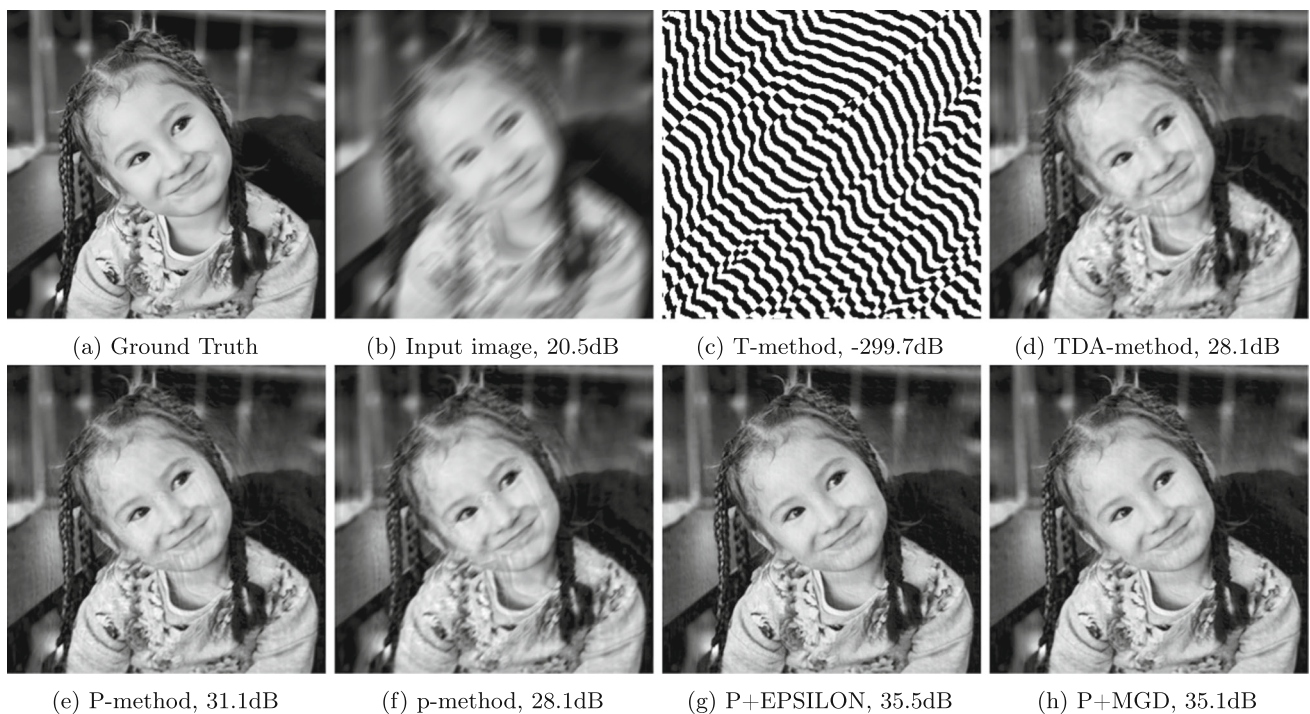 (a) Ground Truth
(b) Input image, 20.5dB
(c) T-method, -299.7dB
(d) TDA-method, 28.1dB
(e) P-method, 31.1dB
(f) p-method, 28.1dB
(g) P+EPSILON, 35.5dB
(h) P+MGD, 35.1dB